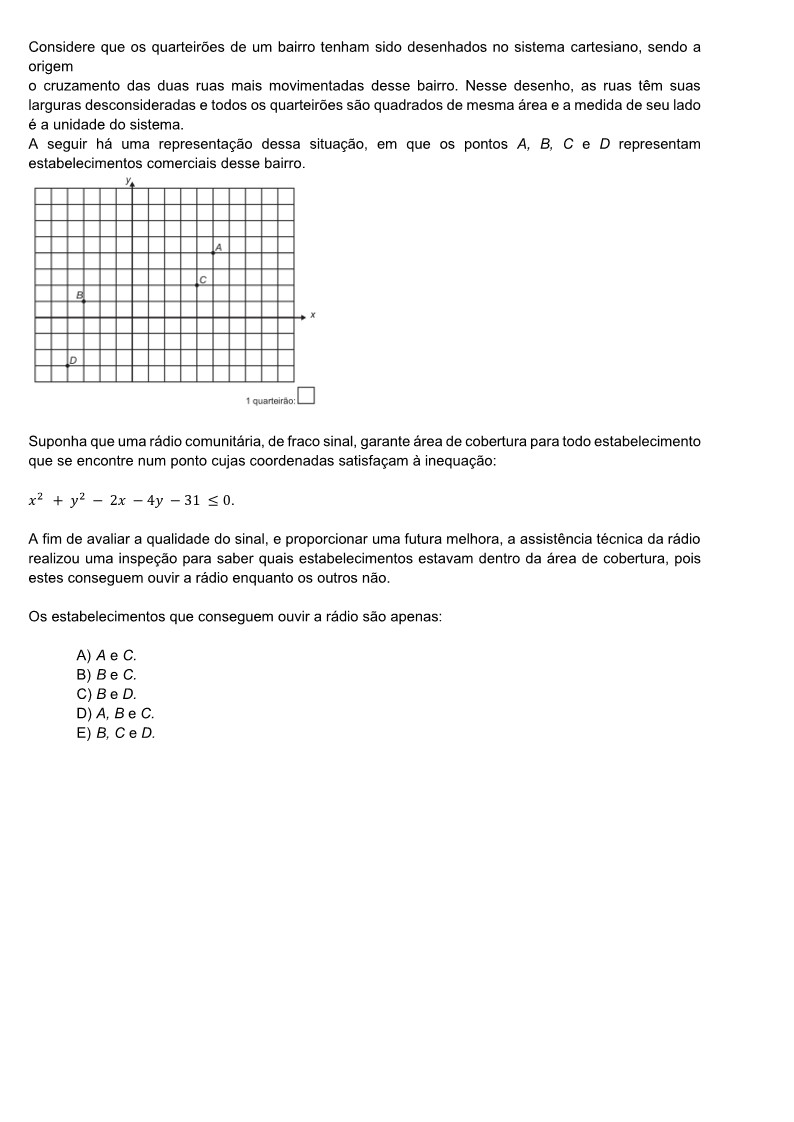 Considere que os quarteirões de um bairro tenham sido desenhados no sistema cartesiano, sendo a
origem
o cruzamento das duas ruas mais movimentadas desse bairro. Nesse desenho, as ruas têm suas
larguras desconsideradas e todos os quarteirões são quadrados de mesma área e a medida de seu lado
é a unidade do sistema.
A seguir há uma representação dessa situação, em que os pontos A, B, C e D representam
estabelecimentos comerciais desse bairro.
y
A
C
B
x
D
1 quarteirão:
Suponha que uma rádio comunitária, de fraco sinal, garante área de cobertura para todo estabelecimento
que se encontre num ponto cujas coordenadas satisfaçam à inequação:
x² + y² − 2x − 4y − 31 ≤ 0.
A fim de avaliar a qualidade do sinal, e proporcionar uma futura melhora, a assistência técnica da rádio
realizou uma inspeção para saber quais estabelecimentos estavam dentro da área de cobertura, pois
estes conseguem ouvir a rádio enquanto os outros não.
Os estabelecimentos que conseguem ouvir a rádio são apenas:
A) A e C.
B) B e C.
C) B e D.
D) A, B e C.
E) B, C e D.